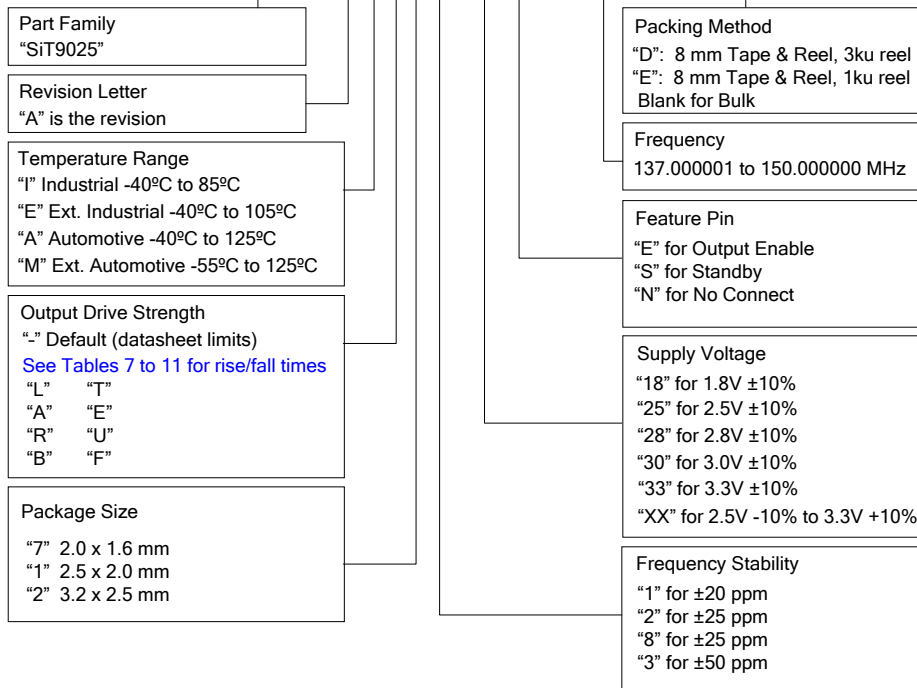 Part Family
“SiT9025”
Revision Letter
“A” is the revision
Temperature Range
“I” Industrial -40ºC to 85ºC
“E” Ext. Industrial -40ºC to 105ºC
“A” Automotive -40ºC to 125ºC
“M” Ext. Automotive -55ºC to 125ºC
Output Drive Strength
“-” Default (datasheet limits)
See Tables 7 to 11 for rise/fall times
“L” “T”
“A” “E”
“R” “U”
“B” “F”
Package Size
“7” 2.0 x 1.6 mm
“1” 2.5 x 2.0 mm
“2” 3.2 x 2.5 mm
Packing Method
“D”: 8 mm Tape & Reel, 3ku reel
“E”: 8 mm Tape & Reel, 1ku reel
Blank for Bulk
Frequency
137.000001 to 150.000000 MHz
Feature Pin
“E” for Output Enable
“S” for Standby
“N” for No Connect
Supply Voltage
“18” for 1.8V ±10%
“25” for 2.5V ±10%
“28” for 2.8V ±10%
“30” for 3.0V ±10%
“33” for 3.3V ±10%
“XX” for 2.5V -10% to 3.3V +10%
Frequency Stability
“1” for ±20 ppm
“2” for ±25 ppm
“8” for ±25 ppm
“3” for ±50 ppm